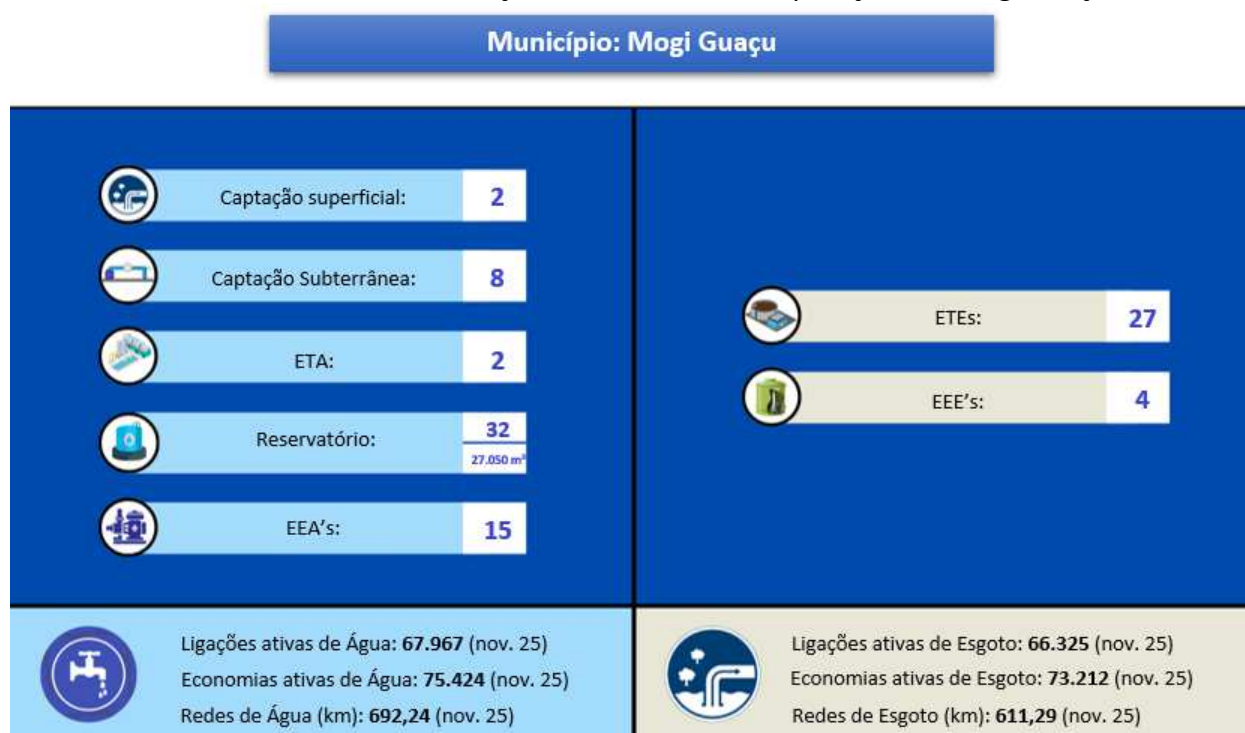 Município: Mogi Guaçu
Captação superficial: 2
Captação Subterrânea: 8
ETA: 2
Reservatório: 32
27.050 m³
EEA's: 15
ETEs: 27
EEE's: 4
Ligações ativas de Água: 67.967 (nov. 25)
Economias ativas de Água: 75.424 (nov. 25)
Redes de Água (km): 692,24 (nov. 25)
Ligações ativas de Esgoto: 66.325 (nov. 25)
Economias ativas de Esgoto: 73.212 (nov. 25)
Redes de Esgoto (km): 611,29 (nov. 25)